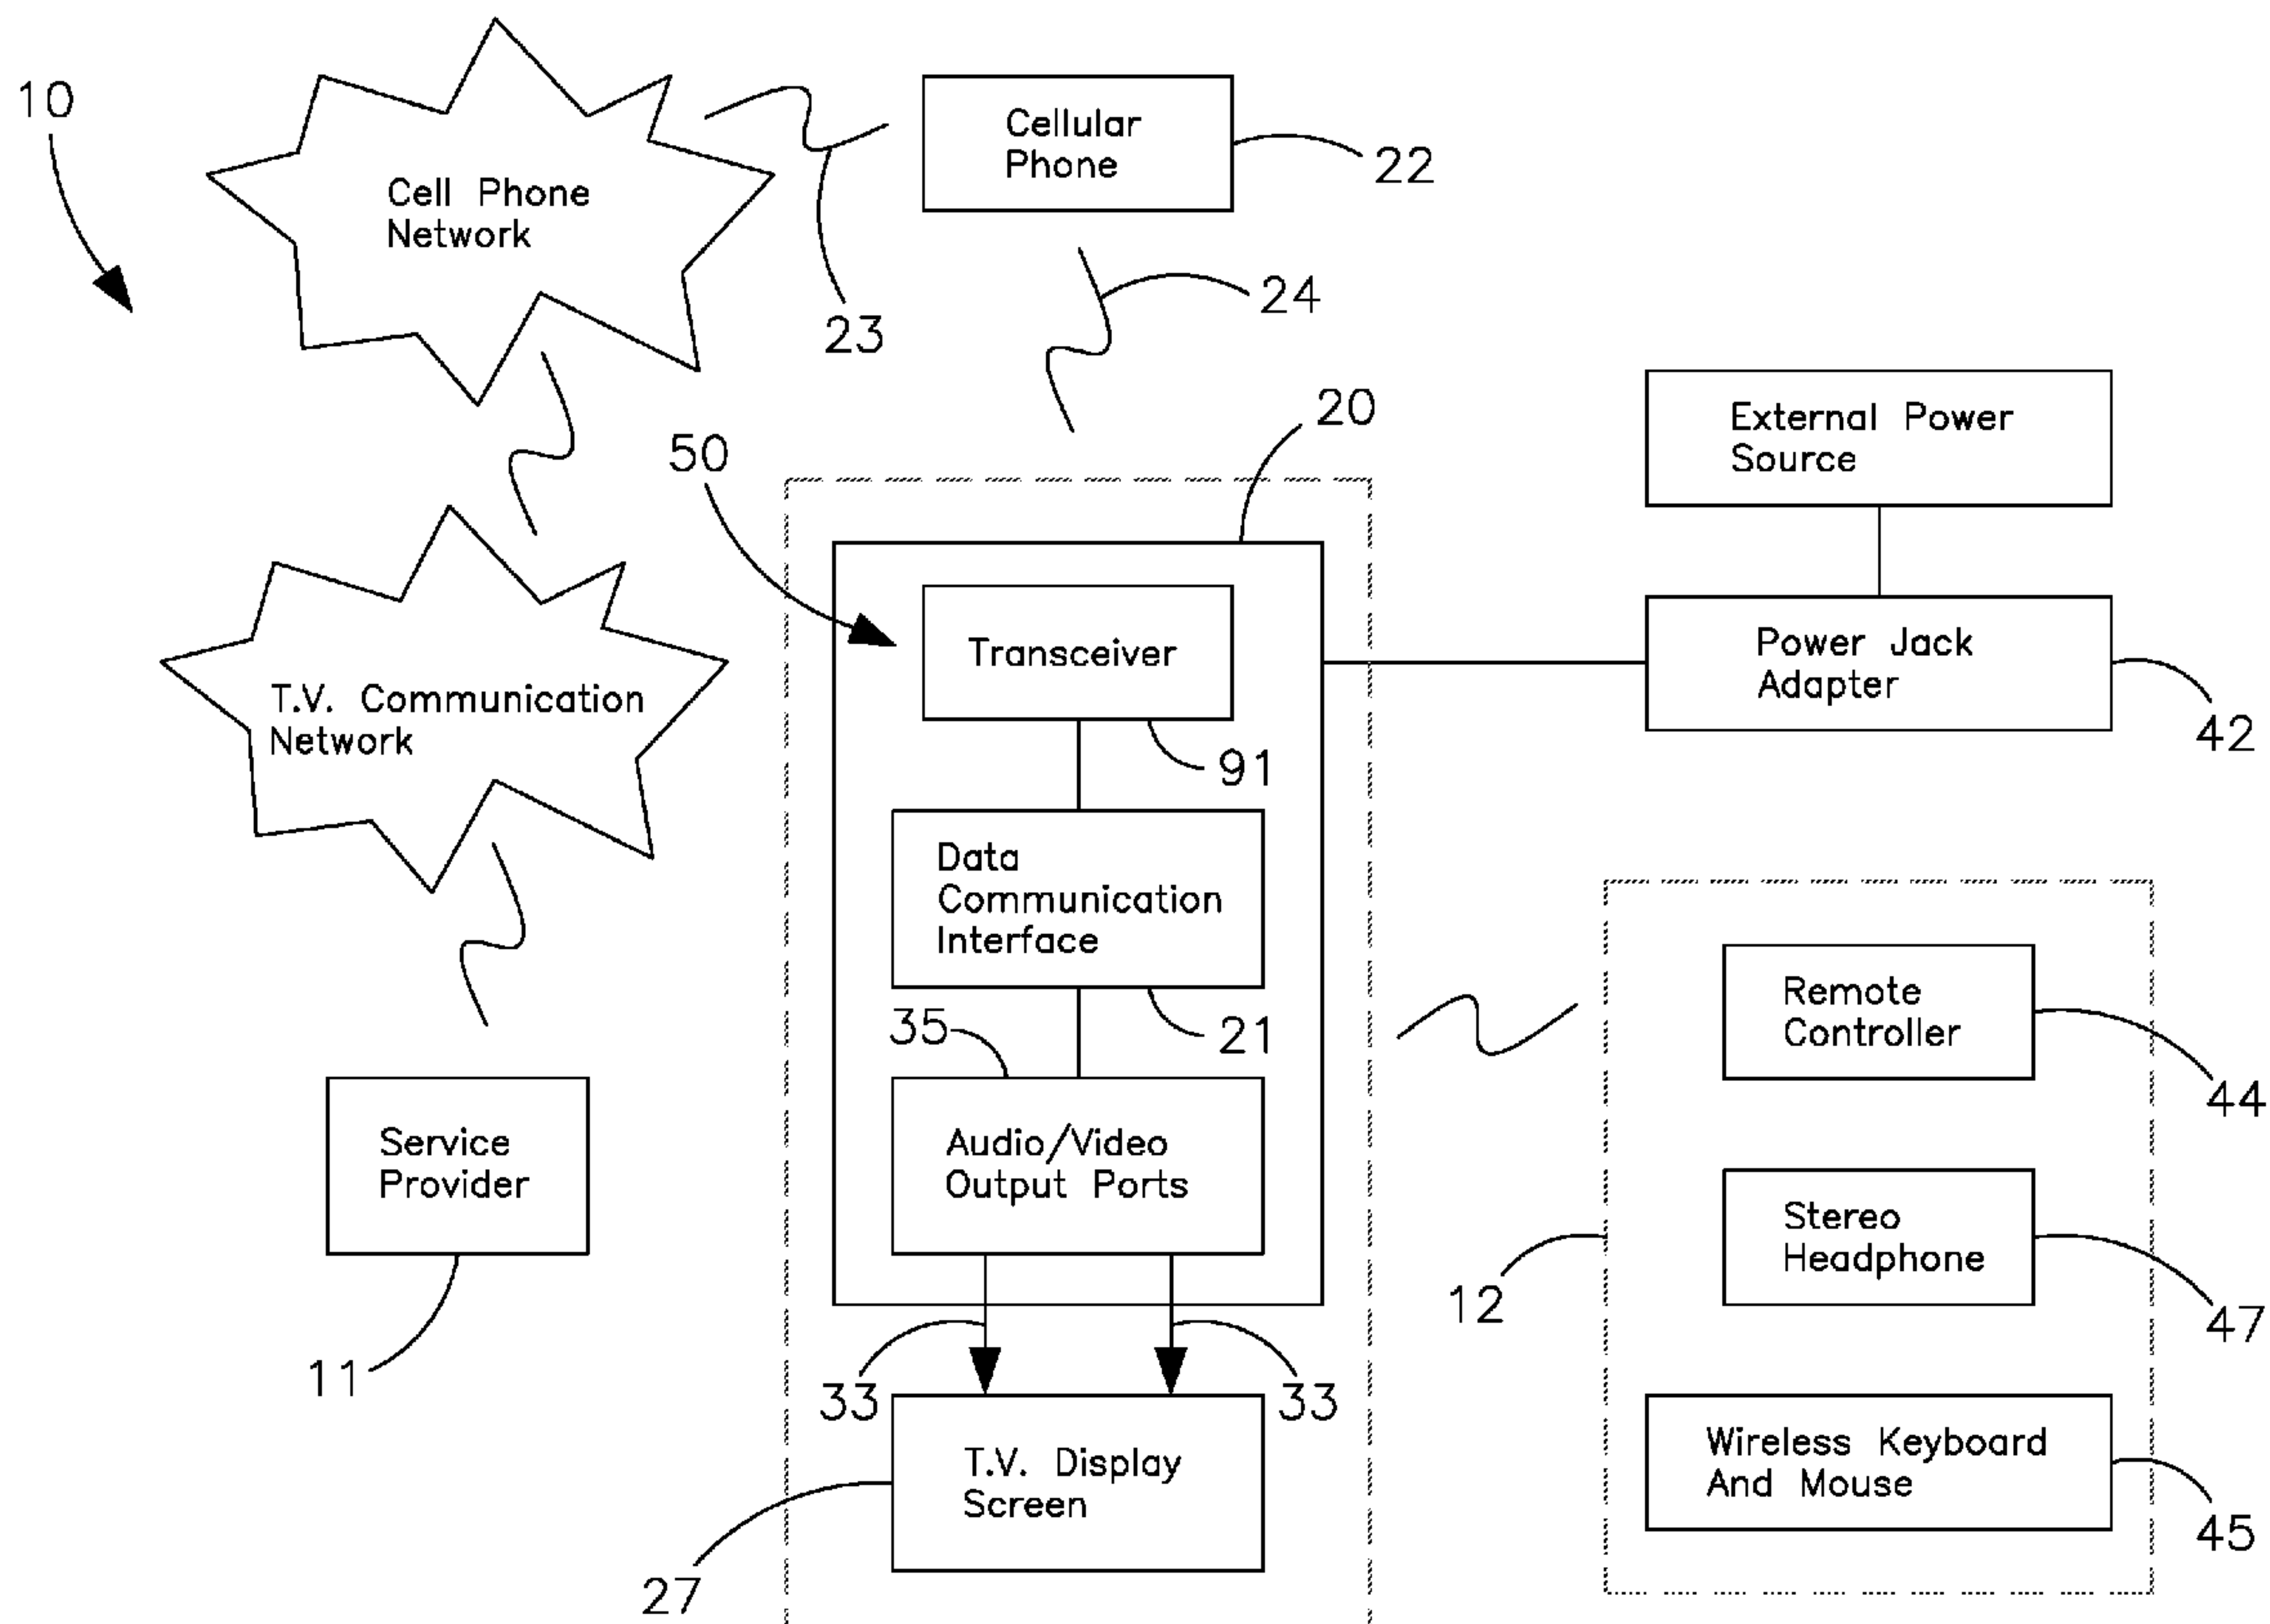 10
Cell Phone
Network
23
Cellular
Phone
22
24
20
50
External Power
Source
Power Jack
Adapter
42
T.V. Communication
Network
Transceiver
91
Data
Communication
Interface
21
35
Audio/Video
Output Ports
33
33
T.V. Display
Screen
27
Service
Provider
11
12
Remote
Controller
44
Stereo
Headphone
47
Wireless Keyboard
And Mouse
45